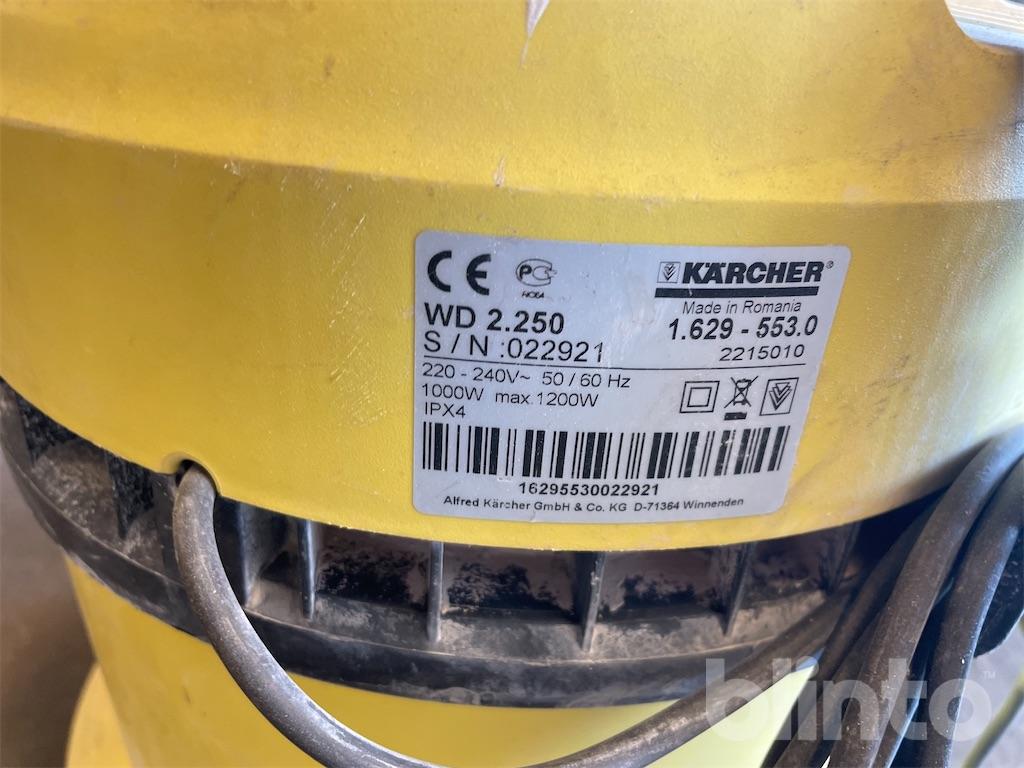 CE
KÄRCHER®
Made in Romania
WD 2.250
1.629 - 553.0
S / N :022921
2215010
220 - 240V~ 50 / 60 Hz
1000W max.1200W
IPX4
16295530022921
Alfred Kärcher GmbH & Co. KG D-71364 Winnenden
blinto